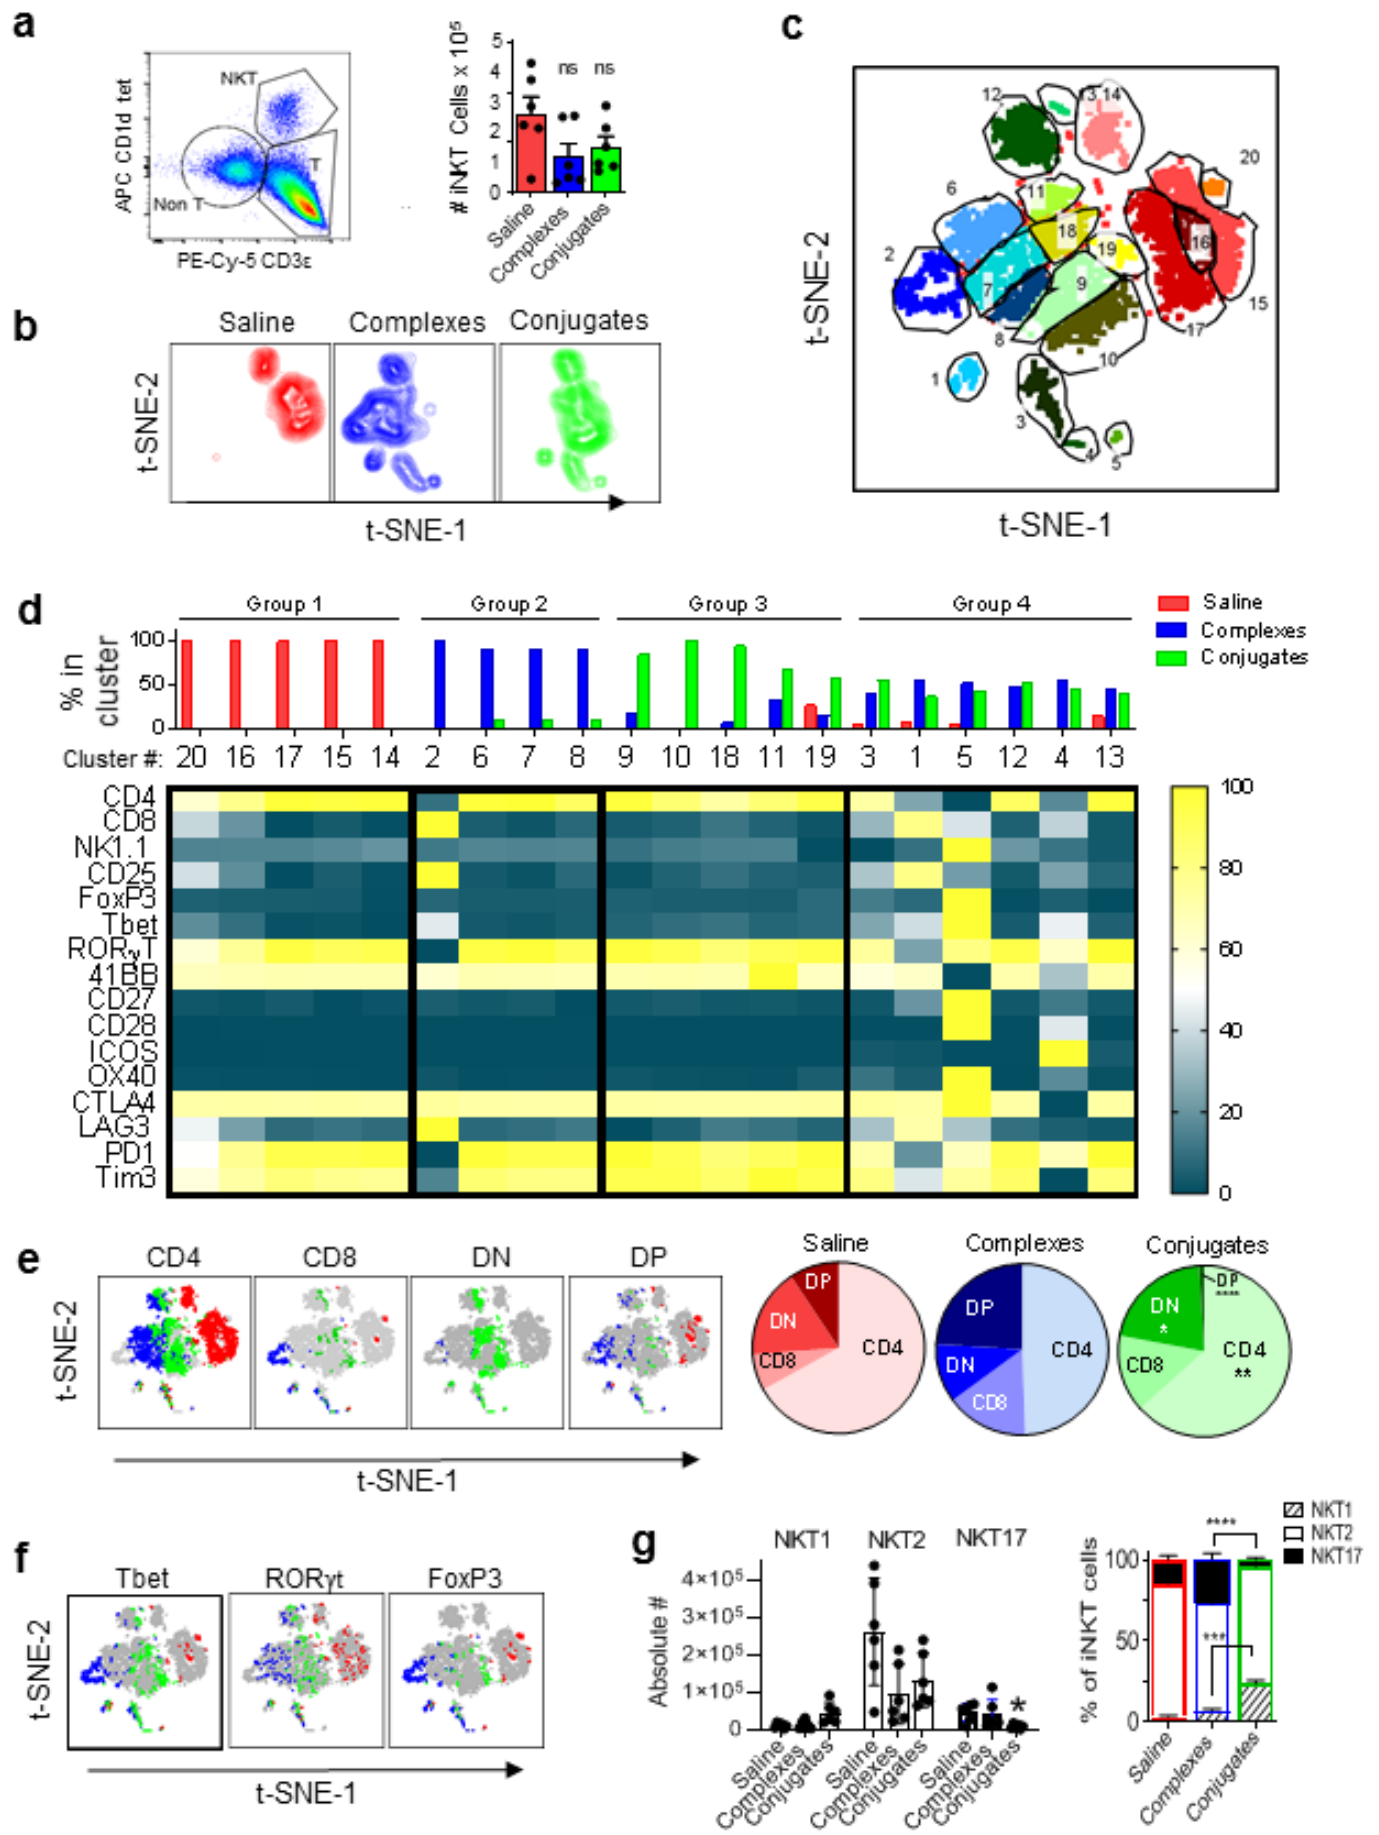 a
APC CD1d tet
NKT
T
Non T
PE-Cy-5 CD3ε
# iNKT Cells x 10⁵
5
4
3
2
1
0
ns ns
Saline
Complexes
Conjugates
b
Saline Complexes Conjugates
t-SNE-2
t-SNE-1
c
t-SNE-2
12 13 14
20
11
6
18
16
19
2
7
9
15
8
17
10
1
3
4
5
t-SNE-1
d
Group 1 Group 2 Group 3 Group 4
Saline
Complexes
Conjugates
% in cluster
100
50
0
Cluster #: 20 16 17 15 14 2 6 7 8 9 10 18 11 19 3 1 5 12 4 13
CD4
CD8
NK1.1
CD25
FoxP3
Tbet
RORγT
41BB
CD27
CD28
ICOS
OX40
CTLA4
LAG3
PD1
Tim3
100
80
60
40
20
0
e
CD4 CD8 DN DP
t-SNE-2
t-SNE-1
Saline
DP
DN
CD8
CD4
Complexes
DP
DN
CD8
CD4
Conjugates
DP
****
DN
*
CD8
CD4
**
f
Tbet RORγt FoxP3
t-SNE-2
t-SNE-1
g
NKT1 NKT2 NKT17
Absolute #
4×10⁵
3×10⁵
2×10⁵
1×10⁵
0
*
Saline
Complexes
Conjugates
Saline
Complexes
Conjugates
Saline
Complexes
Conjugates
NKT1
NKT2
NKT17
****
***
% of iNKT cells
100
50
0
Saline
Complexes
Conjugates